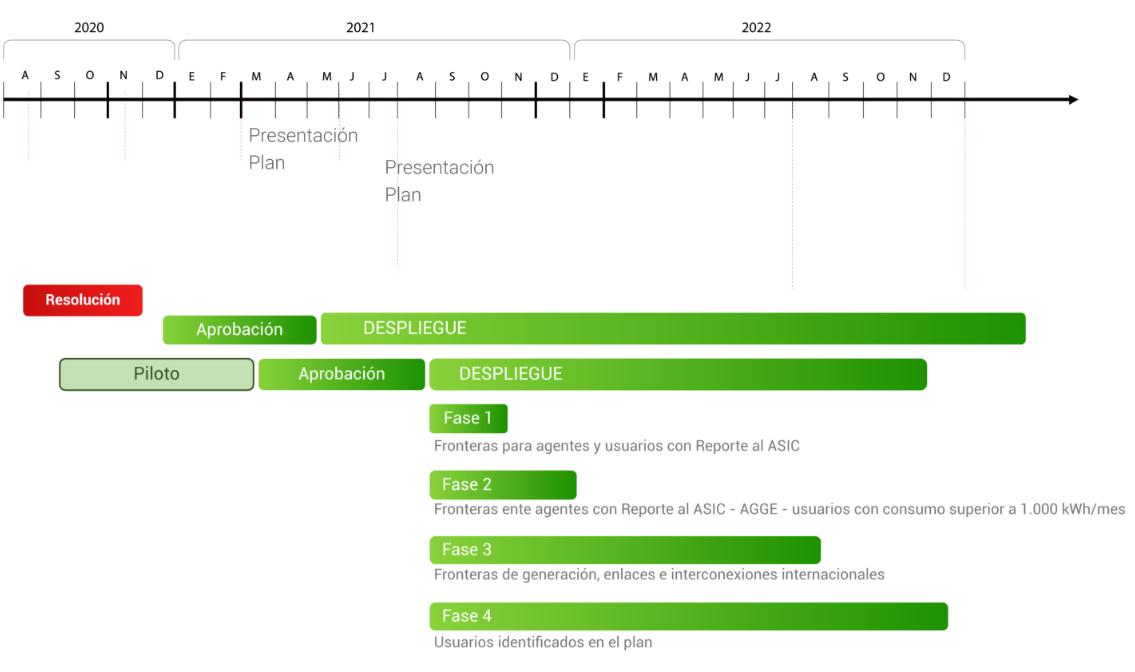 2020
2021
2022
A S O N D E F M A M J J A S O N D E F M A M J J A S O N D
Presentación
Plan
Presentación
Plan
Resolución
Aprobación
DESPLIEGUE
Piloto
Aprobación
DESPLIEGUE
Fase 1
Fronteras para agentes y usuarios con Reporte al ASIC
Fase 2
Fronteras ente agentes con Reporte al ASIC - AGGE - usuarios con consumo superior a 1.000 kWh/mes
Fase 3
Fronteras de generación, enlaces e interconexiones internacionales
Fase 4
Usuarios identificados en el plan